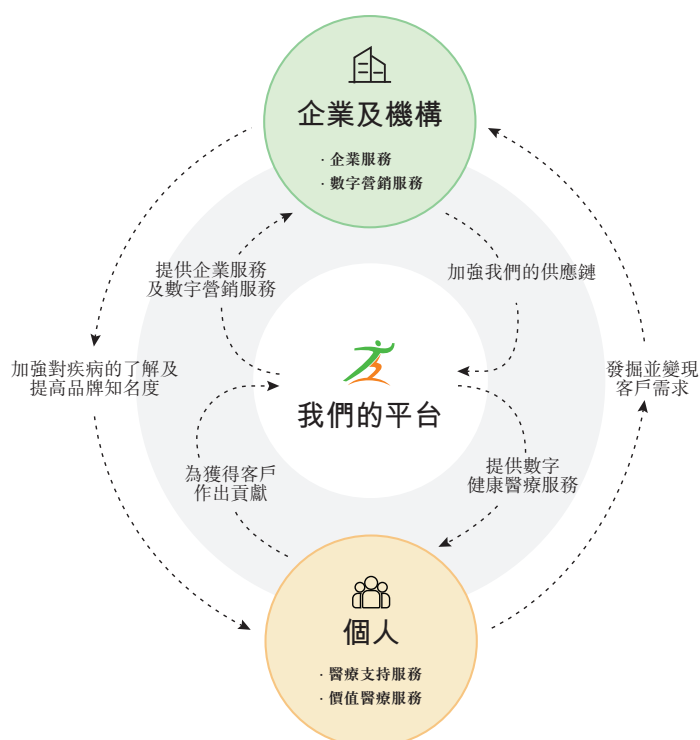 企業及機構
· 企業服務
· 數字營銷服務
提供企業服務
及數字營銷服務
加強我們的供應鏈
加強對疾病的了解及
提高品牌知名度
發掘並變現
客戶需求
我們的平台
為獲得客戶
作出貢獻
提供數字
健康醫療服務
個人
· 醫療支持服務
· 價值醫療服務